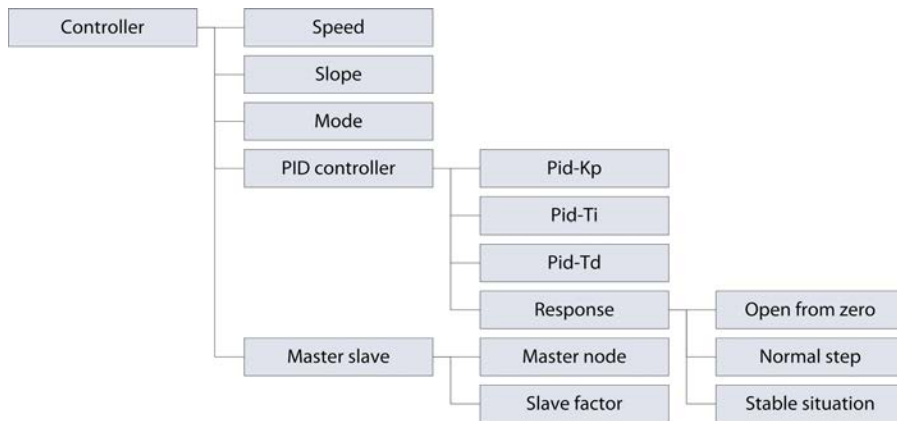 Controller
Speed
Slope
Mode
PID controller
Pid-Kp
Pid-Ti
Pid-Td
Response
Open from zero
Normal step
Stable situation
Master slave
Master node
Slave factor